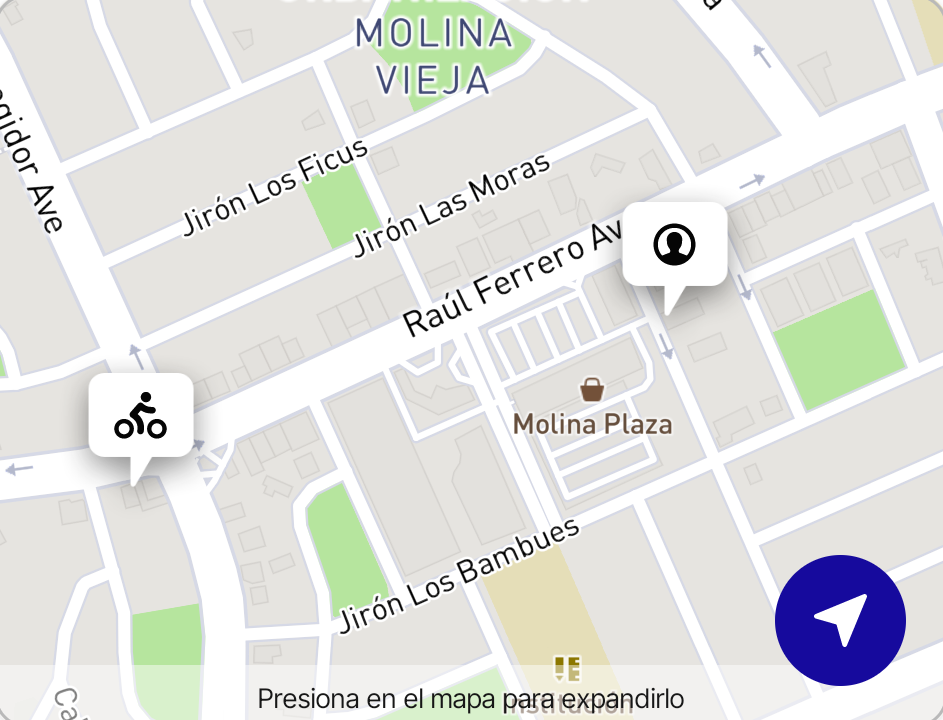 MOLINA
VIEJA
Jirón Los Ficus
Jirón Las Moras
Raúl Ferrero Av
Molina Plaza
Jirón Los Bambues
Presiona en el mapa para expandirlo